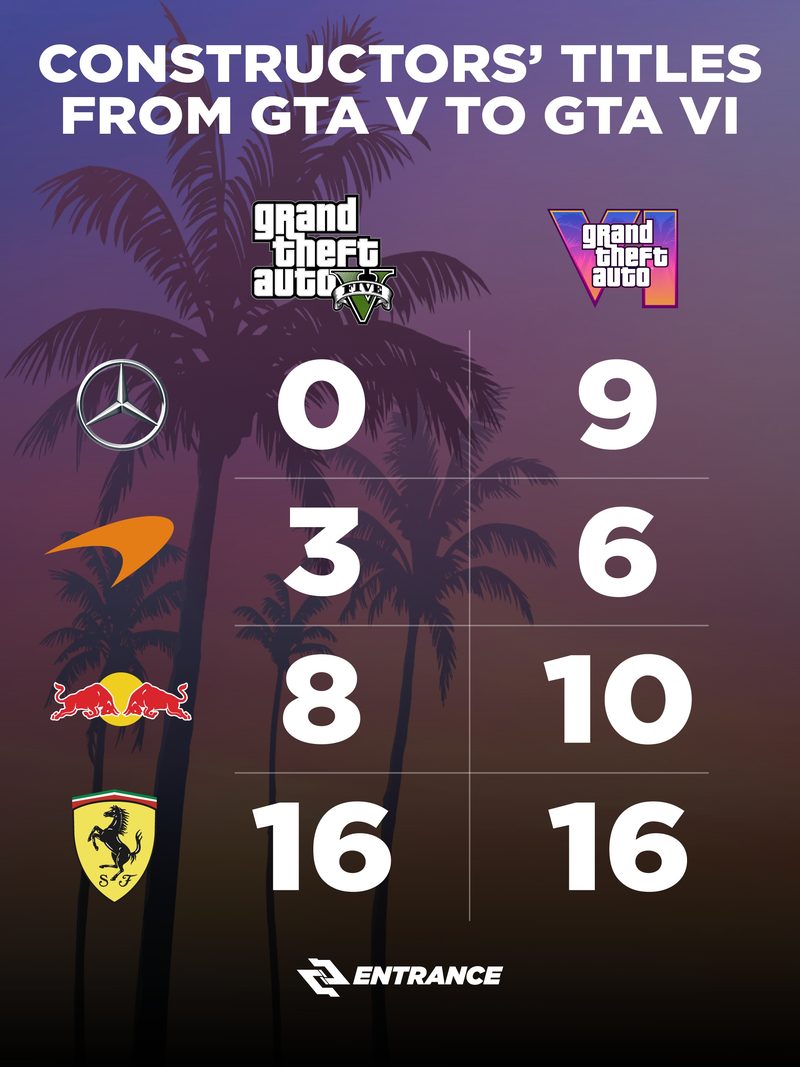 CONSTRUCTORS’ TITLES
FROM GTA V TO GTA VI
grand
theft
auto
V
FIVE
VI
grand
theft
auto
0
9
3
6
8
10
S F
16
16
ENTRANCE